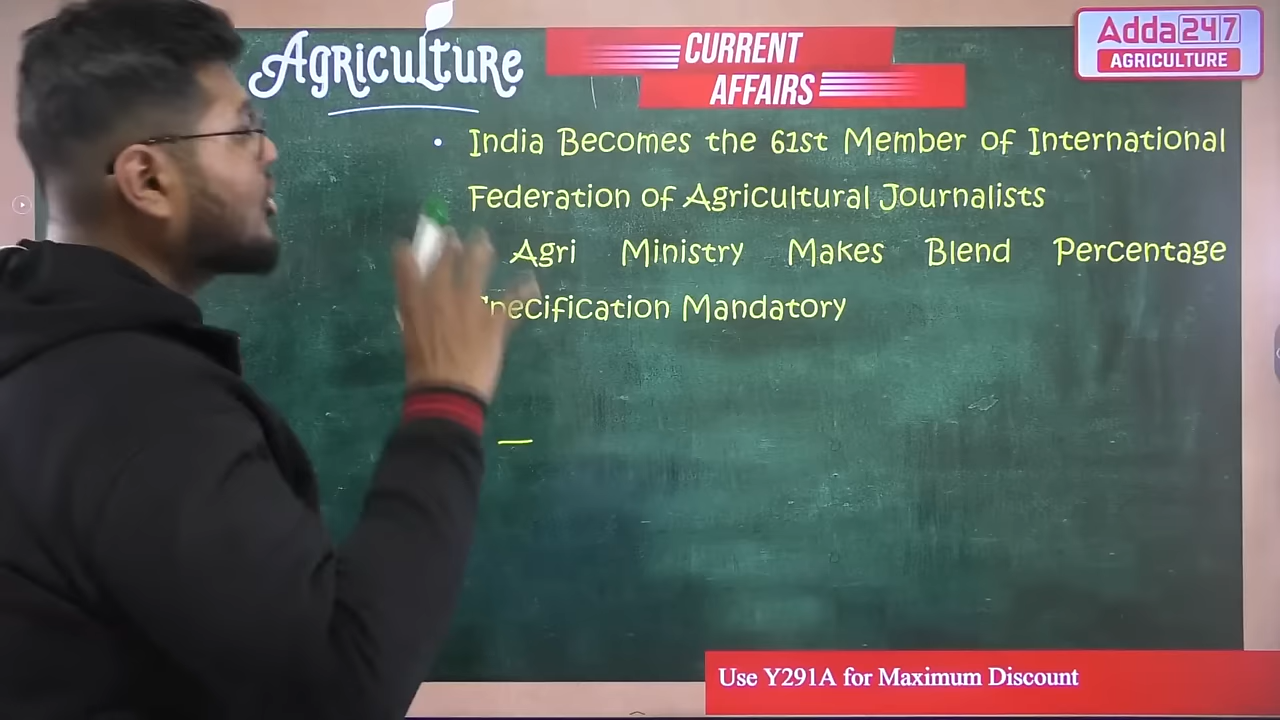 Agriculture
CURRENT
AFFAIRS
Adda247
AGRICULTURE
India Becomes the 61st Member of International
Federation of Agricultural Journalists
Agri Ministry Makes Blend Percentage
Specification Mandatory
Use Y291A for Maximum Discount